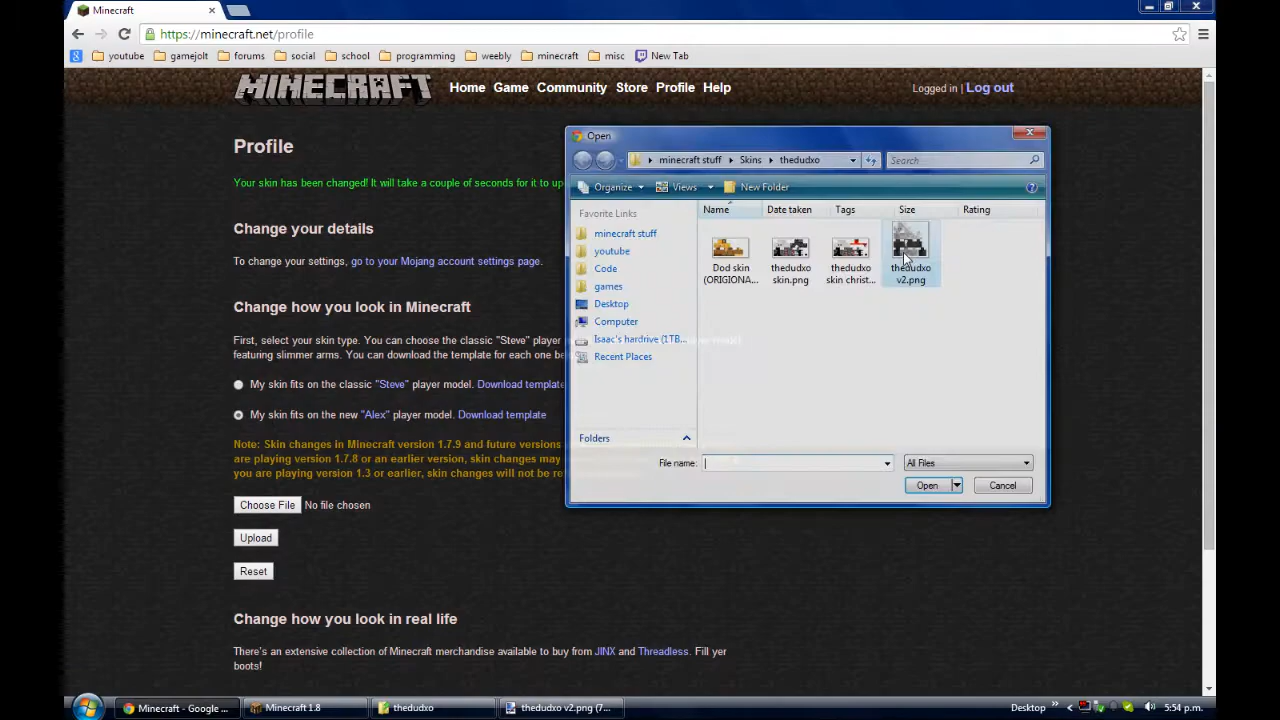 Minecraft
https://minecraft.net/profile
youtube gamejolt forums social school programming weebly minecraft misc New Tab
MINECRAFT Home Game Community Store Profile Help
Logged in | Log out
Profile
Your skin has been changed! It will take a couple of seconds for it to up
Change your details
To change your settings, go to your Mojang account settings page.
Change how you look in Minecraft
First, select your skin type. You can choose the classic "Steve" player m
featuring slimmer arms. You can download the template for each one be
My skin fits on the classic "Steve" player model. Download template
My skin fits on the new "Alex" player model. Download template
Note: Skin changes in Minecraft version 1.7.9 and future versions
are playing version 1.7.8 or an earlier version, skin changes may
you are playing version 1.3 or earlier, skin changes will not be re
Choose File No file chosen
Upload
Reset
Change how you look in real life
There's an extensive collection of Minecraft merchandise available to buy from JINX and Threadless. Fill yer
boots!
Open
minecraft stuff Skins thedudxo Search
Organize Views New Folder
Favorite Links
minecraft stuff
youtube
Code
games
Desktop
Computer
Isaac's hardrive (1TB...
Recent Places
Folders
Name Date taken Tags Size Rating
Dod skin
(ORIGIONA...
thedudxo
skin.png
thedudxo
skin christ...
thedudxo
v2.png
File name: All Files
Open Cancel
Minecraft - Google ... Minecraft 1.8 thedudxo thedudxo v2.png (7... Desktop 5:54 p.m.